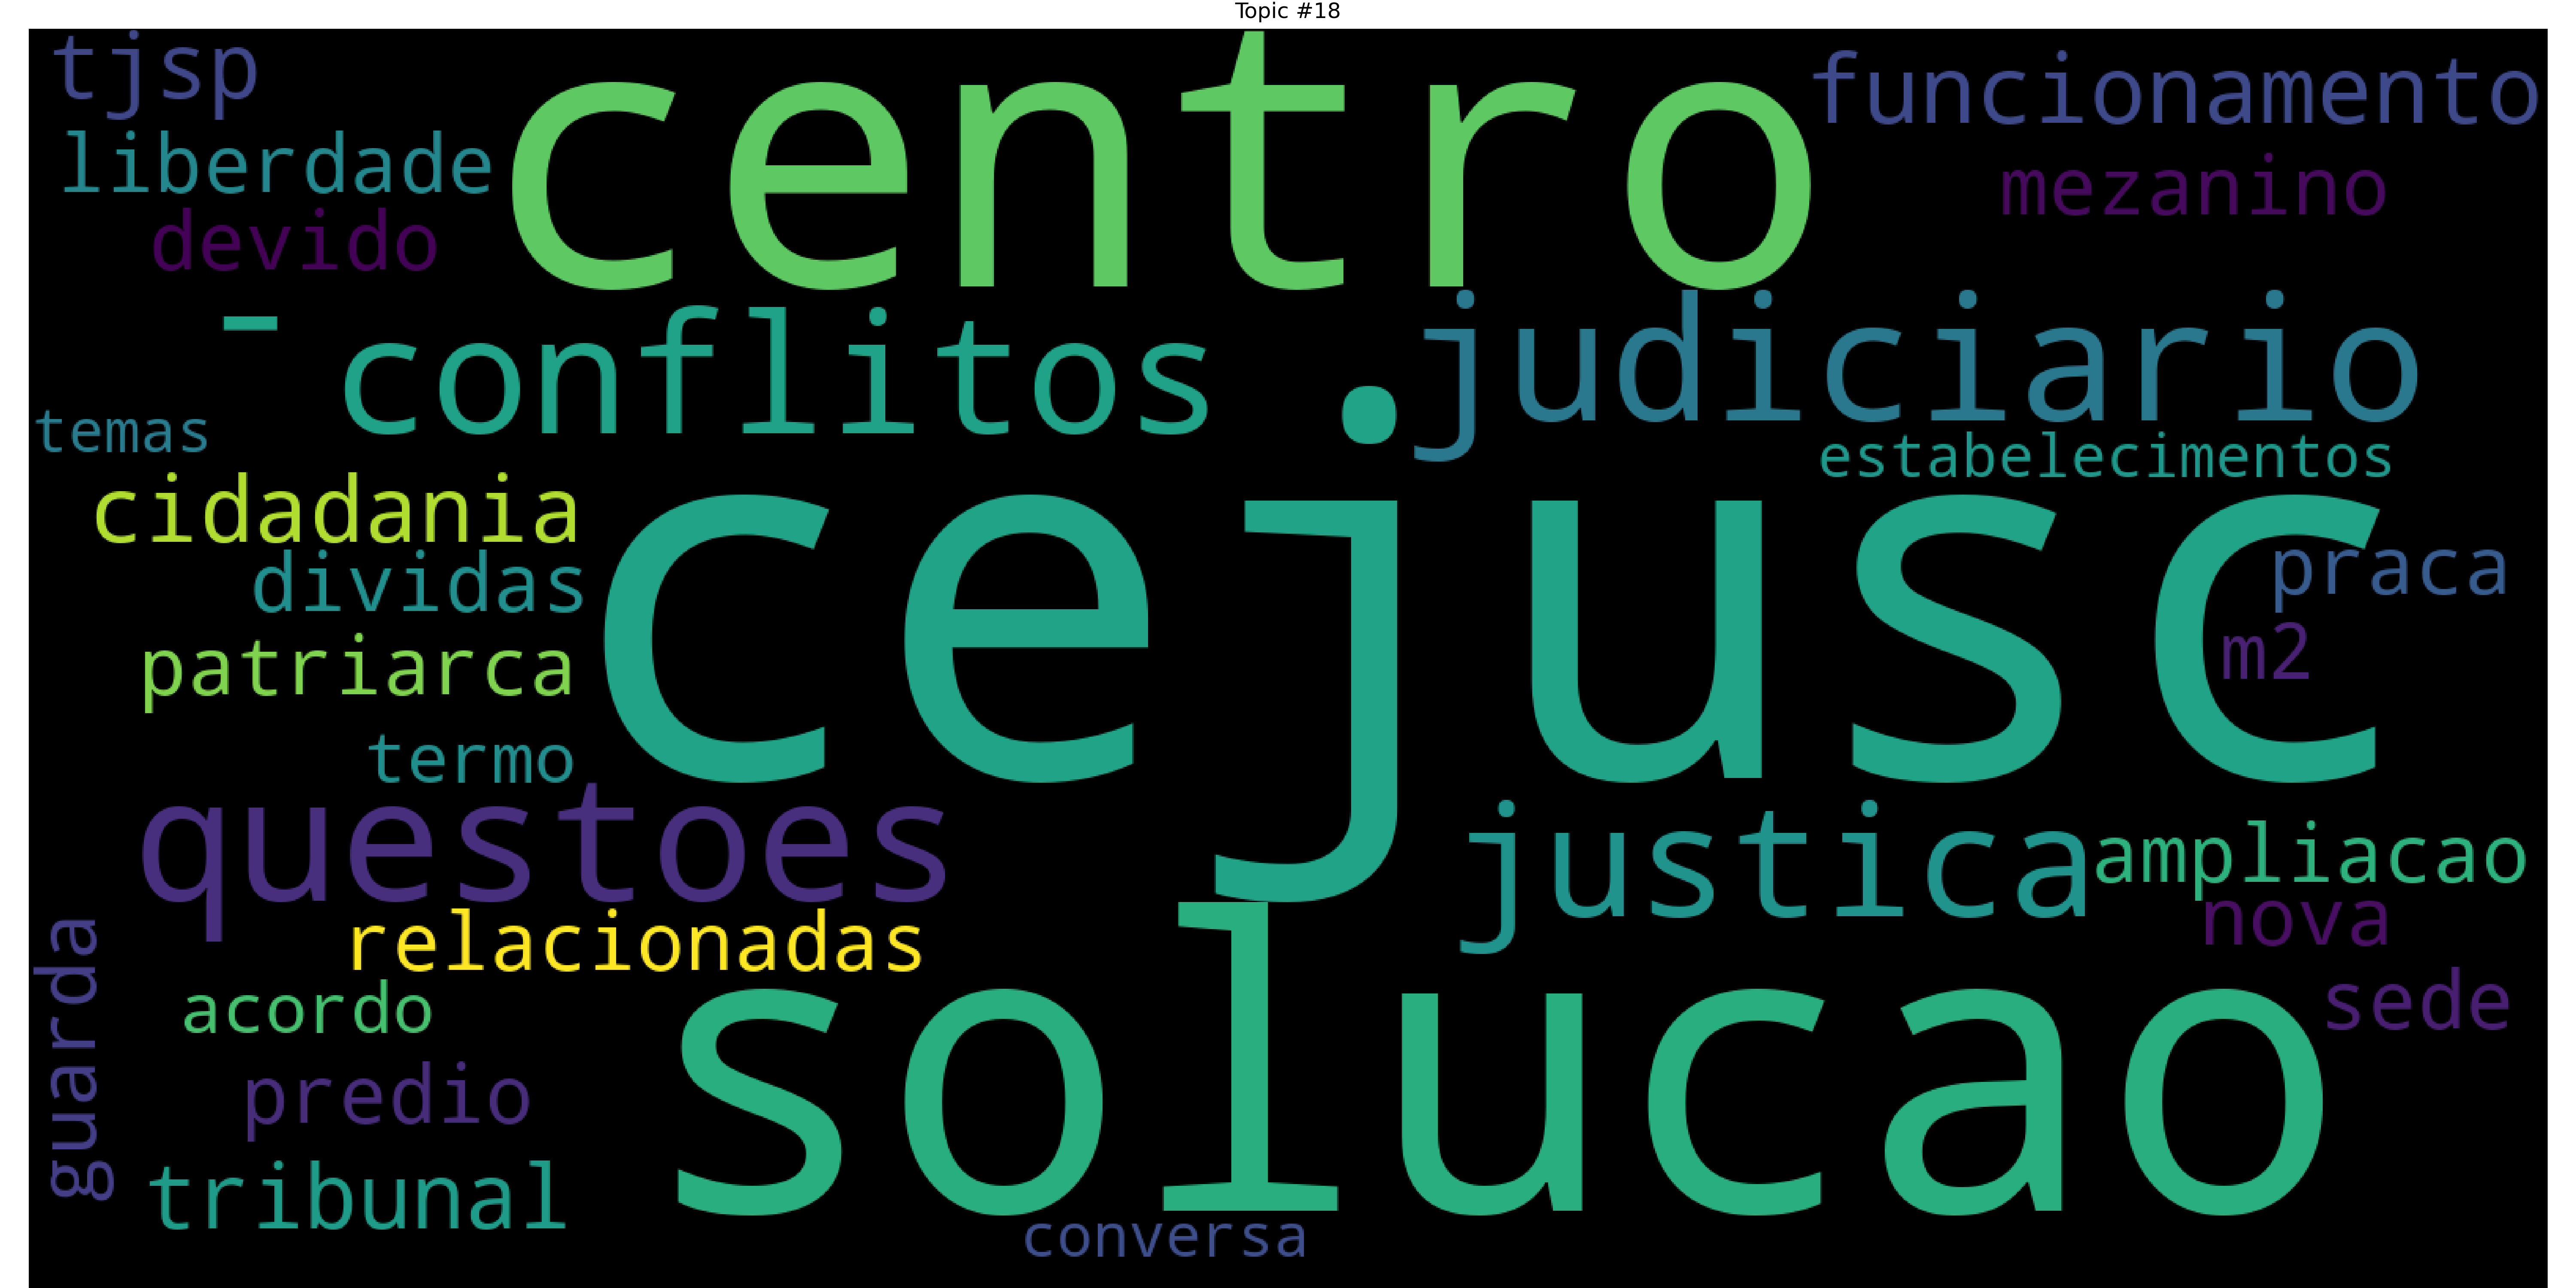 Topic #18
tjsp
centro
funcionamento
liberdade
mezanino
devido
- conflitos
judiciario
temas
estabelecimentos
cidadania
cejusc
dividas
praca
patriarca
m2
termo
questoes
justica
ampliacao
relacionadas
nova
guarda
acordo
solucao
sede
predio
tribunal
conversa